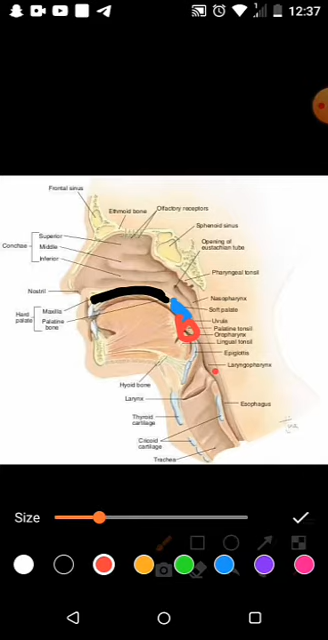 12:37
Frontal sinus
Ethmoid bone
Olfactory receptors
Sphenoid sinus
Conchae
Superior
Middle
Inferior
Opening of
eustachian tube
Pharyngeal tonsil
Nostril
Nasopharynx
Hard
palate
Maxilla
Palatine
bone
Soft palate
Uvula
Palatine tonsil
Oropharynx
Lingual tonsil
Epiglottis
Laryngopharynx
Hyoid bone
Larynx
Esophagus
Thyroid
cartilage
Cricoid
cartilage
Trachea
Size